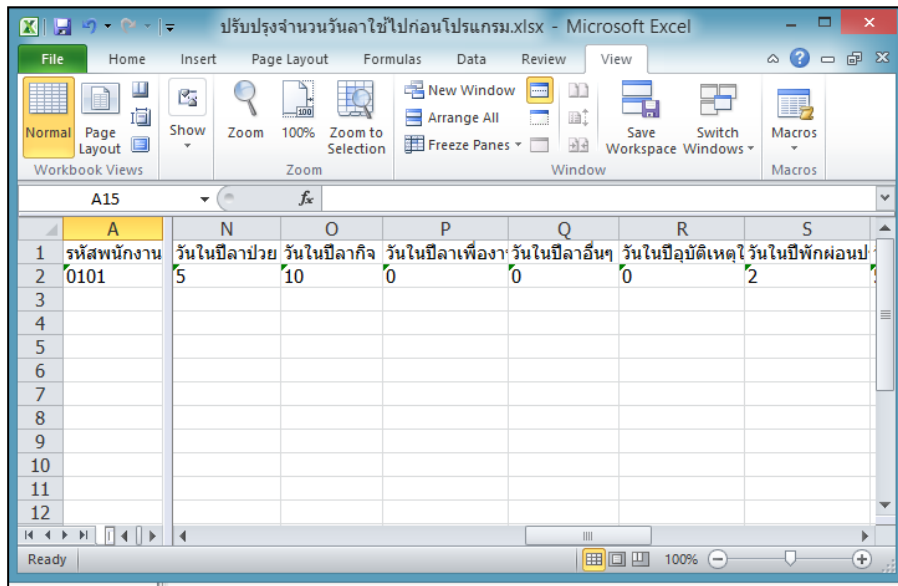 ปรับปรุงจำนวนวันลาใช้ไปก่อนโปรแกรม.xlsx - Microsoft Excel
File Home Insert Page Layout Formulas Data Review View
Normal Page Layout Show Zoom 100% Zoom to Selection New Window Arrange All Freeze Panes Save Workspace Switch Windows Macros
Workbook Views Zoom Window Macros
A15 fx
A N O P Q R S
1 รหัสพนักงาน วันในปีลาป่วย วันในปีลากิจ วันในปีลาเพื่องา วันในปีลาอื่นๆ วันในปีอุบัติเหตุใ วันในปีพักผ่อนป
2 0101 5 10 0 0 0 2
3
4
5
6
7
8
9
10
11
12
Ready 100%